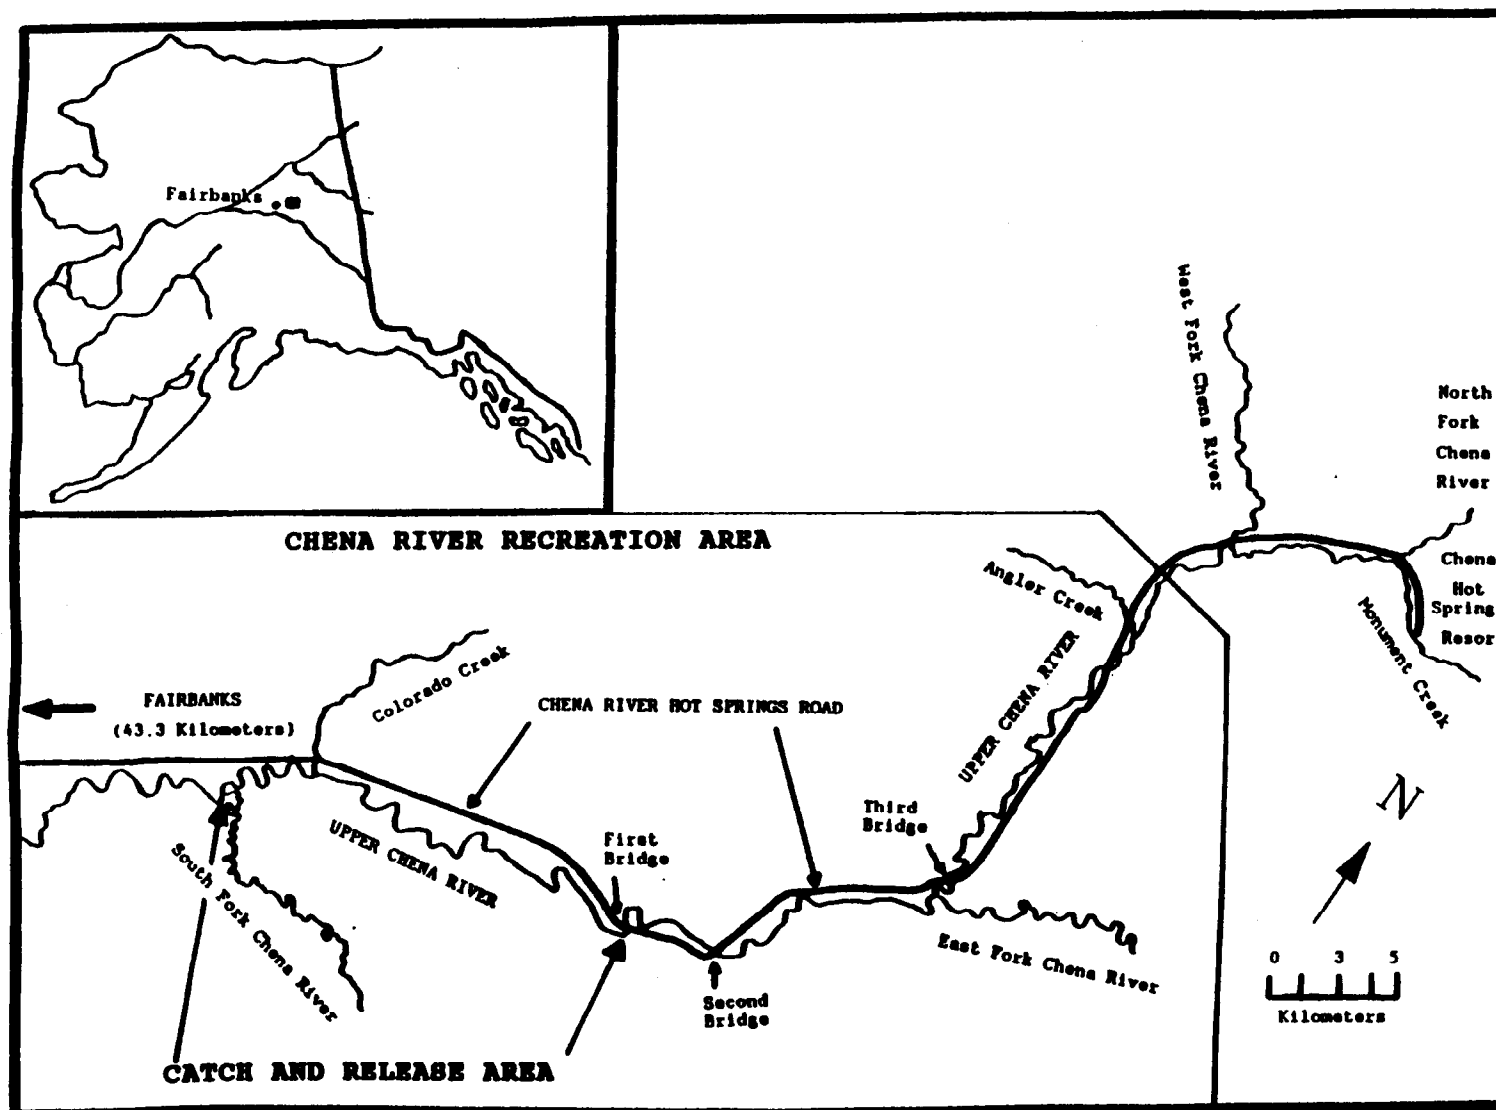 Fairbanks
West Fork Chena River
North
Fork
Chena
River
CHENA RIVER RECREATION AREA
Angler Creek
Chena
Hot
Spring
Resor
Monument Creek
Colorado Creek
FAIRBANKS
(43.3 Kilometers)
CHENA RIVER HOT SPRINGS ROAD
UPPER CHENA RIVER
Third
Bridge
N
First
Bridge
UPPER CHENA RIVER
South Fork Chena River
East Fork Chena River
0 3 5
Kilometers
Second
Bridge
CATCH AND RELEASE AREA